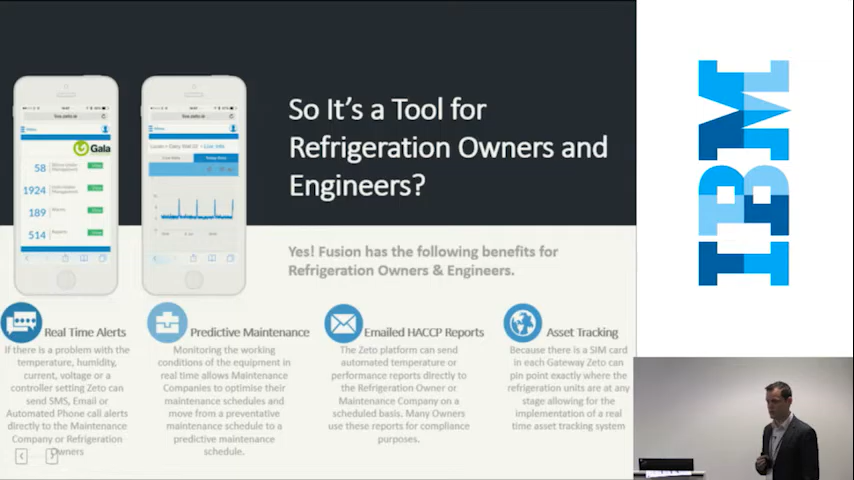 So It's a Tool for
Refrigeration Owners and
Engineers?
Gala
58
1924
189
514
Yes! Fusion has the following benefits for
Refrigeration Owners & Engineers.
Real Time Alerts
If there is a problem with the
temperature, humidity,
current, voltage or a
controller setting Zeto can
send SMS, Email or
Automated Phone call alerts
directly to the Maintenance
Company or Refrigeration
Owners
Predictive Maintenance
Monitoring the working
conditions of the equipment in
real time allows Maintenance
Companies to optimise their
maintenance schedules and
move from a preventative
maintenance schedule to a
predictive maintenance
schedule.
Emailed HACCP Reports
The Zeto platform can send
automated temperature or
performance reports directly to
the Refrigeration Owner or
Maintenance Company on a
scheduled basis. Many Owners
use these reports for compliance
purposes.
Asset Tracking
Because there is a SIM card
in each Gateway Zeto can
pin point exactly where the
refrigeration units are at any
stage allowing for the
implementation of a real
time asset tracking system
IBM